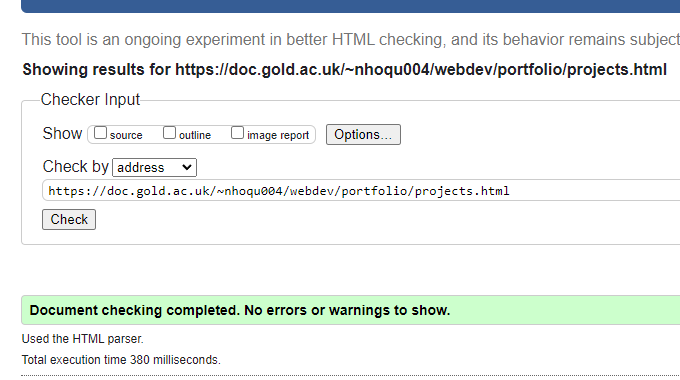 This tool is an ongoing experiment in better HTML checking, and its behavior remains subject
Showing results for https://doc.gold.ac.uk/~nhoqu004/webdev/portfolio/projects.html
Checker Input
Show source outline image report Options...
Check by address
https://doc.gold.ac.uk/~nhoqu004/webdev/portfolio/projects.html
Check
Document checking completed. No errors or warnings to show.
Used the HTML parser.
Total execution time 380 milliseconds.